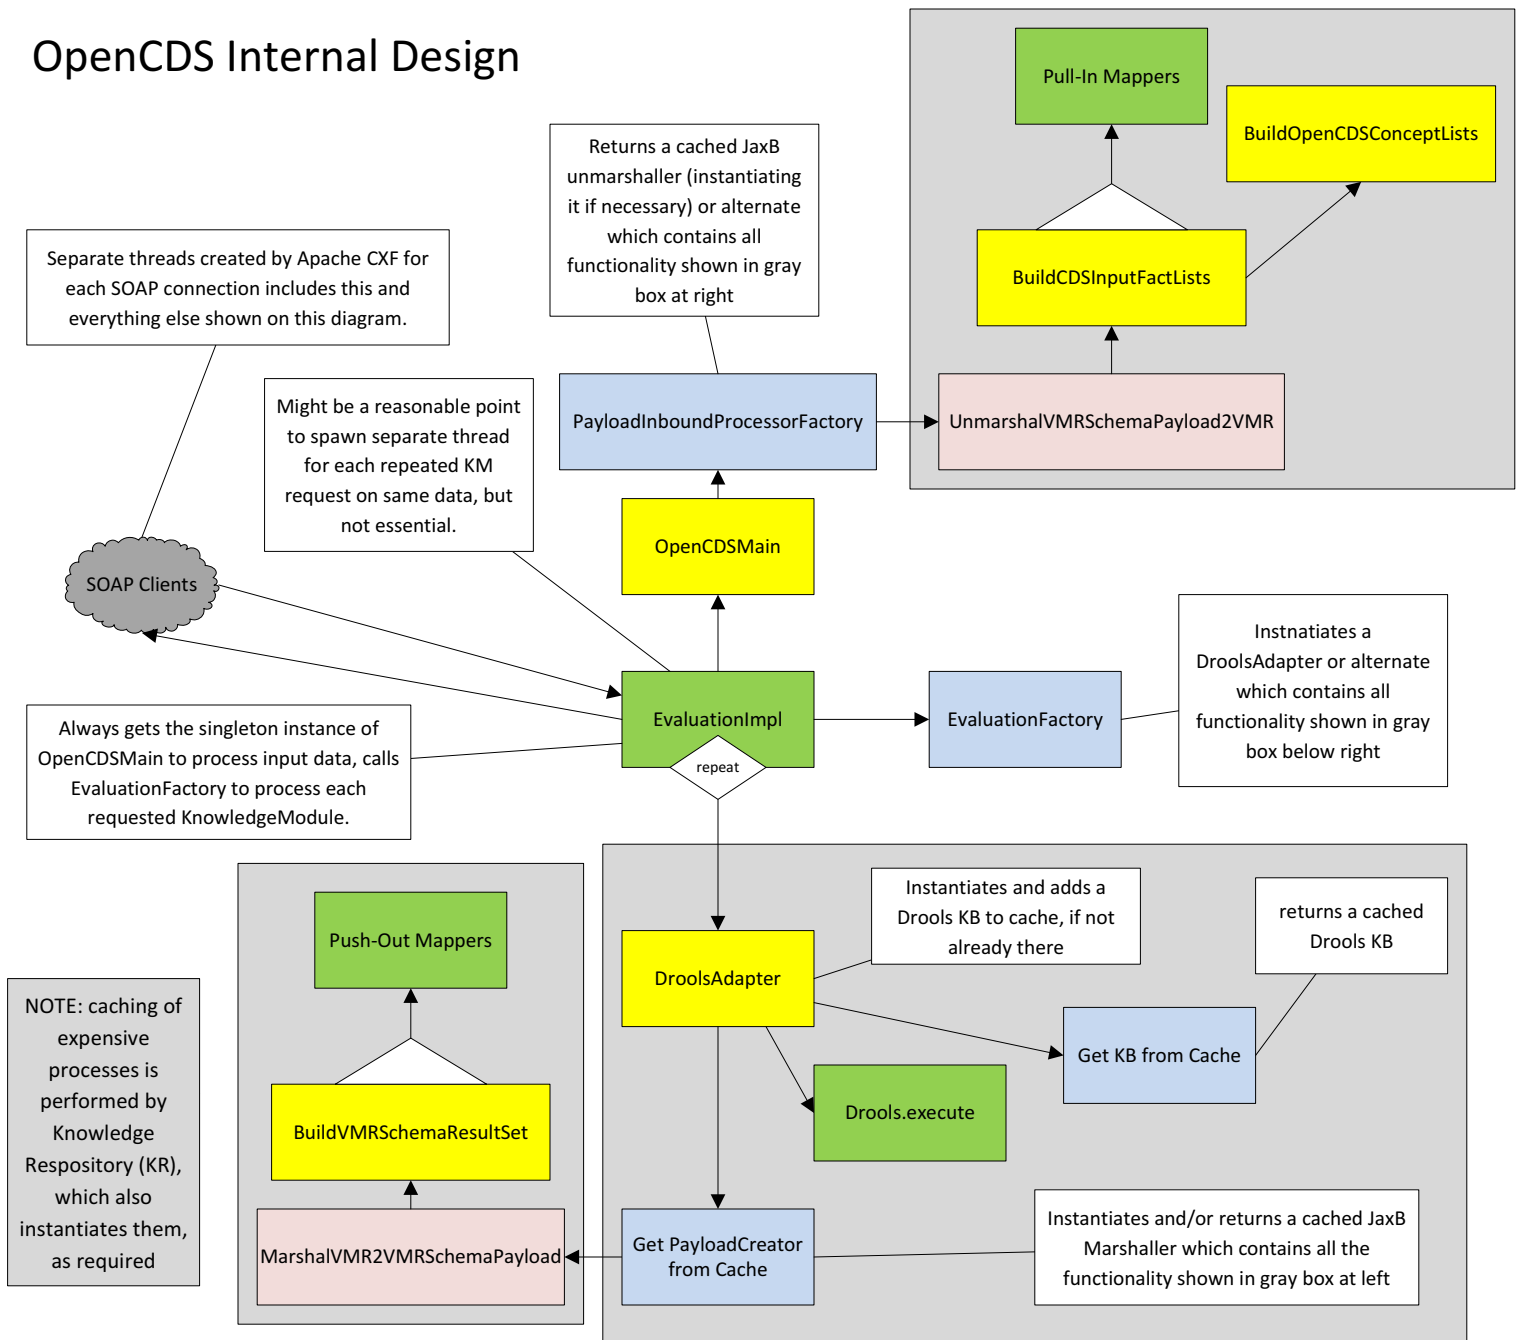 OpenCDS Internal Design
Pull-In Mappers
BuildOpenCDSConceptLists
Returns a cached JaxB
unmarshaller (instantiating
it if necessary) or alternate
which contains all
functionality shown in gray
box at right
BuildCDSInputFactLists
Separate threads created by Apache CXF for
each SOAP connection includes this and
everything else shown on this diagram.
Might be a reasonable point
to spawn separate thread
for each repeated KM
request on same data, but
not essential.
PayloadInboundProcessorFactory
UnmarshalVMRSchemaPayload2VMR
OpenCDSMain
SOAP Clients
Instnatiates a
DroolsAdapter or alternate
which contains all
functionality shown in gray
box below right
EvaluationImpl
repeat
EvaluationFactory
Always gets the singleton instance of
OpenCDSMain to process input data, calls
EvaluationFactory to process each
requested KnowledgeModule.
Push-Out Mappers
Instantiates and adds a
Drools KB to cache, if not
already there
returns a cached
Drools KB
DroolsAdapter
NOTE: caching of
expensive
processes is
performed by
Knowledge
Respository (KR),
which also
instantiates them,
as required
Get KB from Cache
Drools.execute
BuildVMRSchemaResultSet
MarshalVMR2VMRSchemaPayload
Get PayloadCreator
from Cache
Instantiates and/or returns a cached JaxB
Marshaller which contains all the
functionality shown in gray box at left